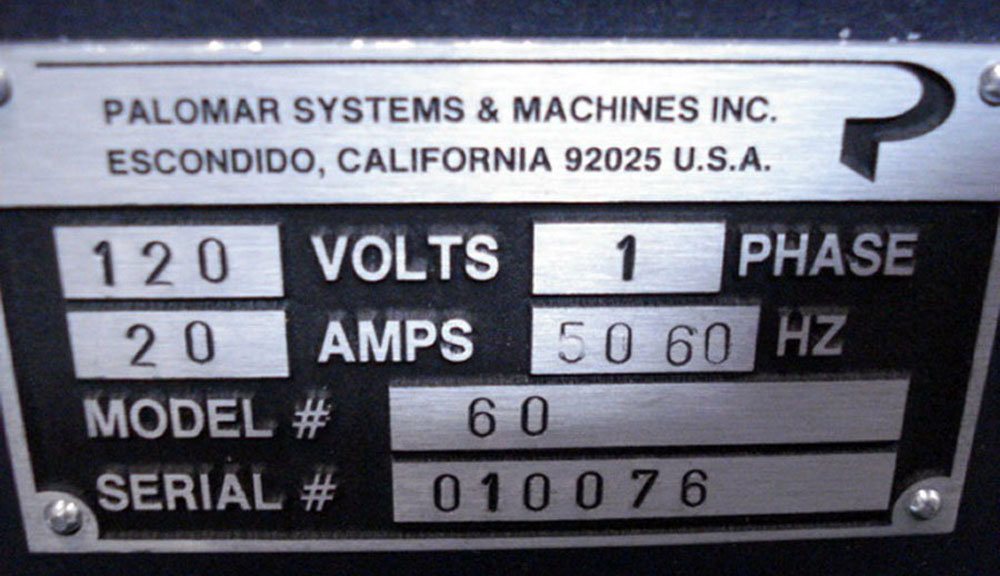 PALOMAR SYSTEMS & MACHINES INC.
ESCONDIDO, CALIFORNIA 92025 U.S.A.
120 VOLTS 1 PHASE
20 AMPS 50 60 HZ
MODEL # 60
SERIAL # 010076